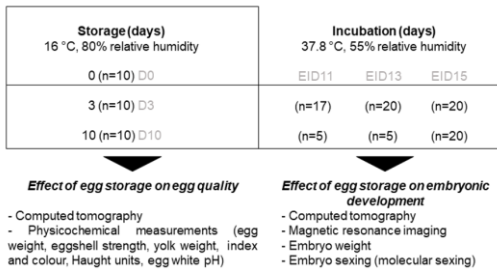 Storage (days)
16 °C, 80% relative humidity
0 (n=10) D0
3 (n=10) D3
10 (n=10) D10
Incubation (days)
37.8 °C, 55% relative humidity
EID11 EID13 EID15
(n=17) (n=20) (n=20)
(n=5) (n=5) (n=20)
Effect of egg storage on egg quality
- Computed tomography
- Physicochemical measurements (egg
weight, eggshell strength, yolk weight, index
and colour, Haught units, egg white pH)
Effect of egg storage on embryonic
development
- Computed tomography
- Magnetic resonance imaging
- Embryo weight
- Embryo sexing (molecular sexing)